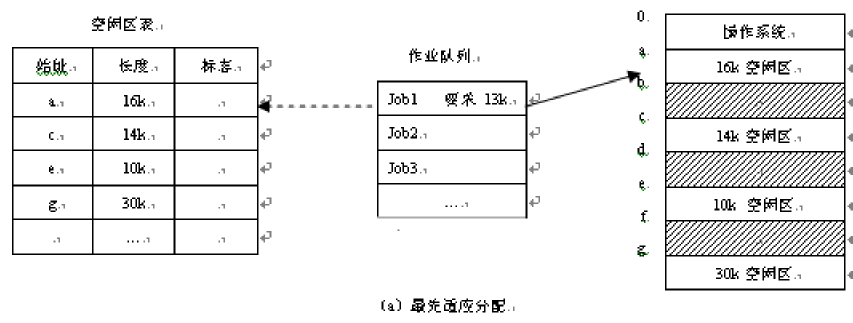 空闲区表
始址 长度 标志
a 16k
c 14k
e 10k
g 30k
…
作业队列
Job1 要求 13k
Job2
Job3
…
0
a
b
c
d
e
f
g
操作系统
16k 空闲区
14k 空闲区
10k 空闲区
30k 空闲区
(a) 最先适应分配